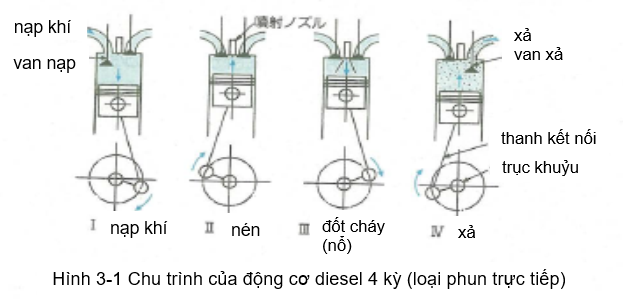 nạp khí
van nạp
噴射ノズル
xả
van xả
thanh kết nối
trục khuỷu
I nạp khí
II nén
III đốt cháy
(nổ)
IV xả
Hình 3-1 Chu trình của động cơ diesel 4 kỳ (loại phun trực tiếp)